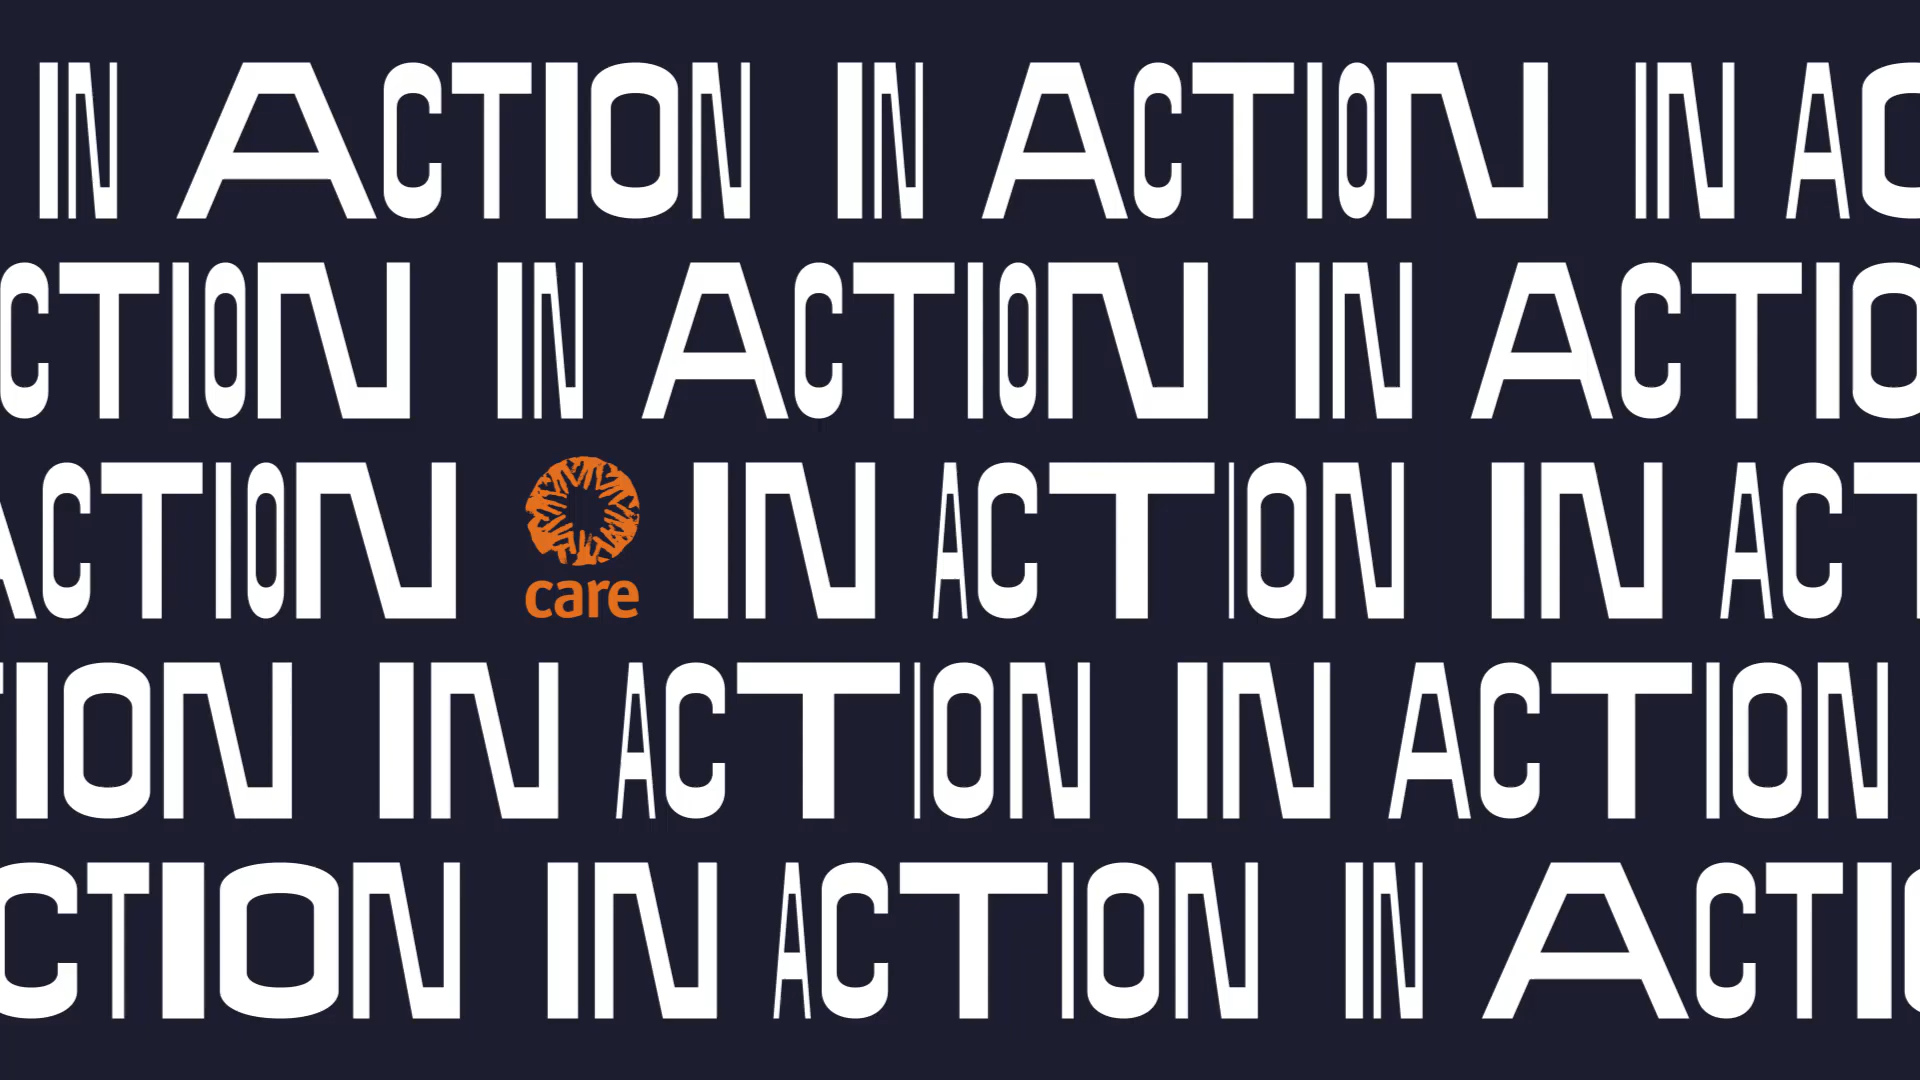 IN ACTION IN ACTION IN AC
CTION IN ACTION IN ACTIO
ACTION care IN ACTION IN ACT
TION IN ACTION IN ACTION
CTION IN ACTION IN ACTIO